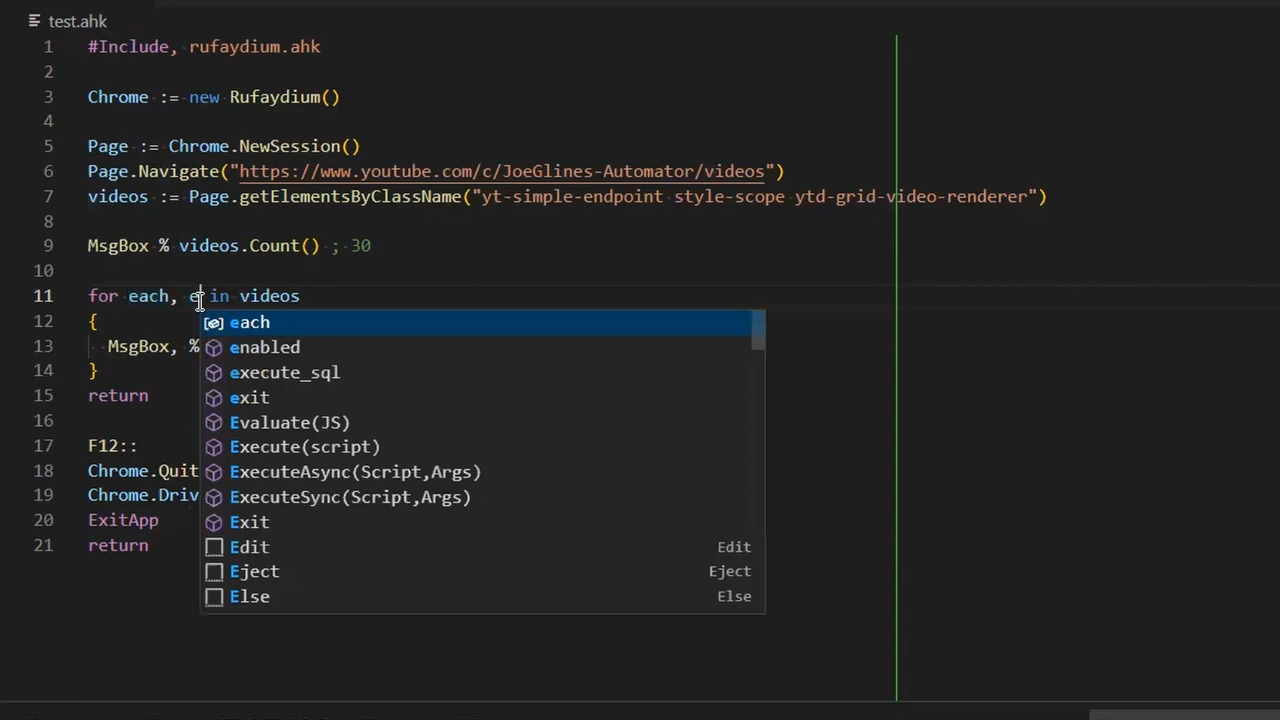 test.ahk
1 #Include, rufaydium.ahk
2
3 Chrome := new Rufaydium()
4
5 Page := Chrome.NewSession()
6 Page.Navigate("https://www.youtube.com/c/JoeGlines-Automator/videos")
7 videos := Page.getElementsByClassName("yt-simple-endpoint style-scope ytd-grid-video-renderer")
8
9 MsgBox % videos.Count() ; 30
10
11 for each, e in videos
12 {
each
13 MsgBox, %
enabled
14 }
execute_sql
15 return
exit
16
Evaluate(JS)
17 F12::
Execute(script)
18 Chrome.Quit
ExecuteAsync(Script,Args)
19 Chrome.Driv
ExecuteSync(Script,Args)
20 ExitApp
Exit
21 return
Edit Edit
Eject Eject
Else Else